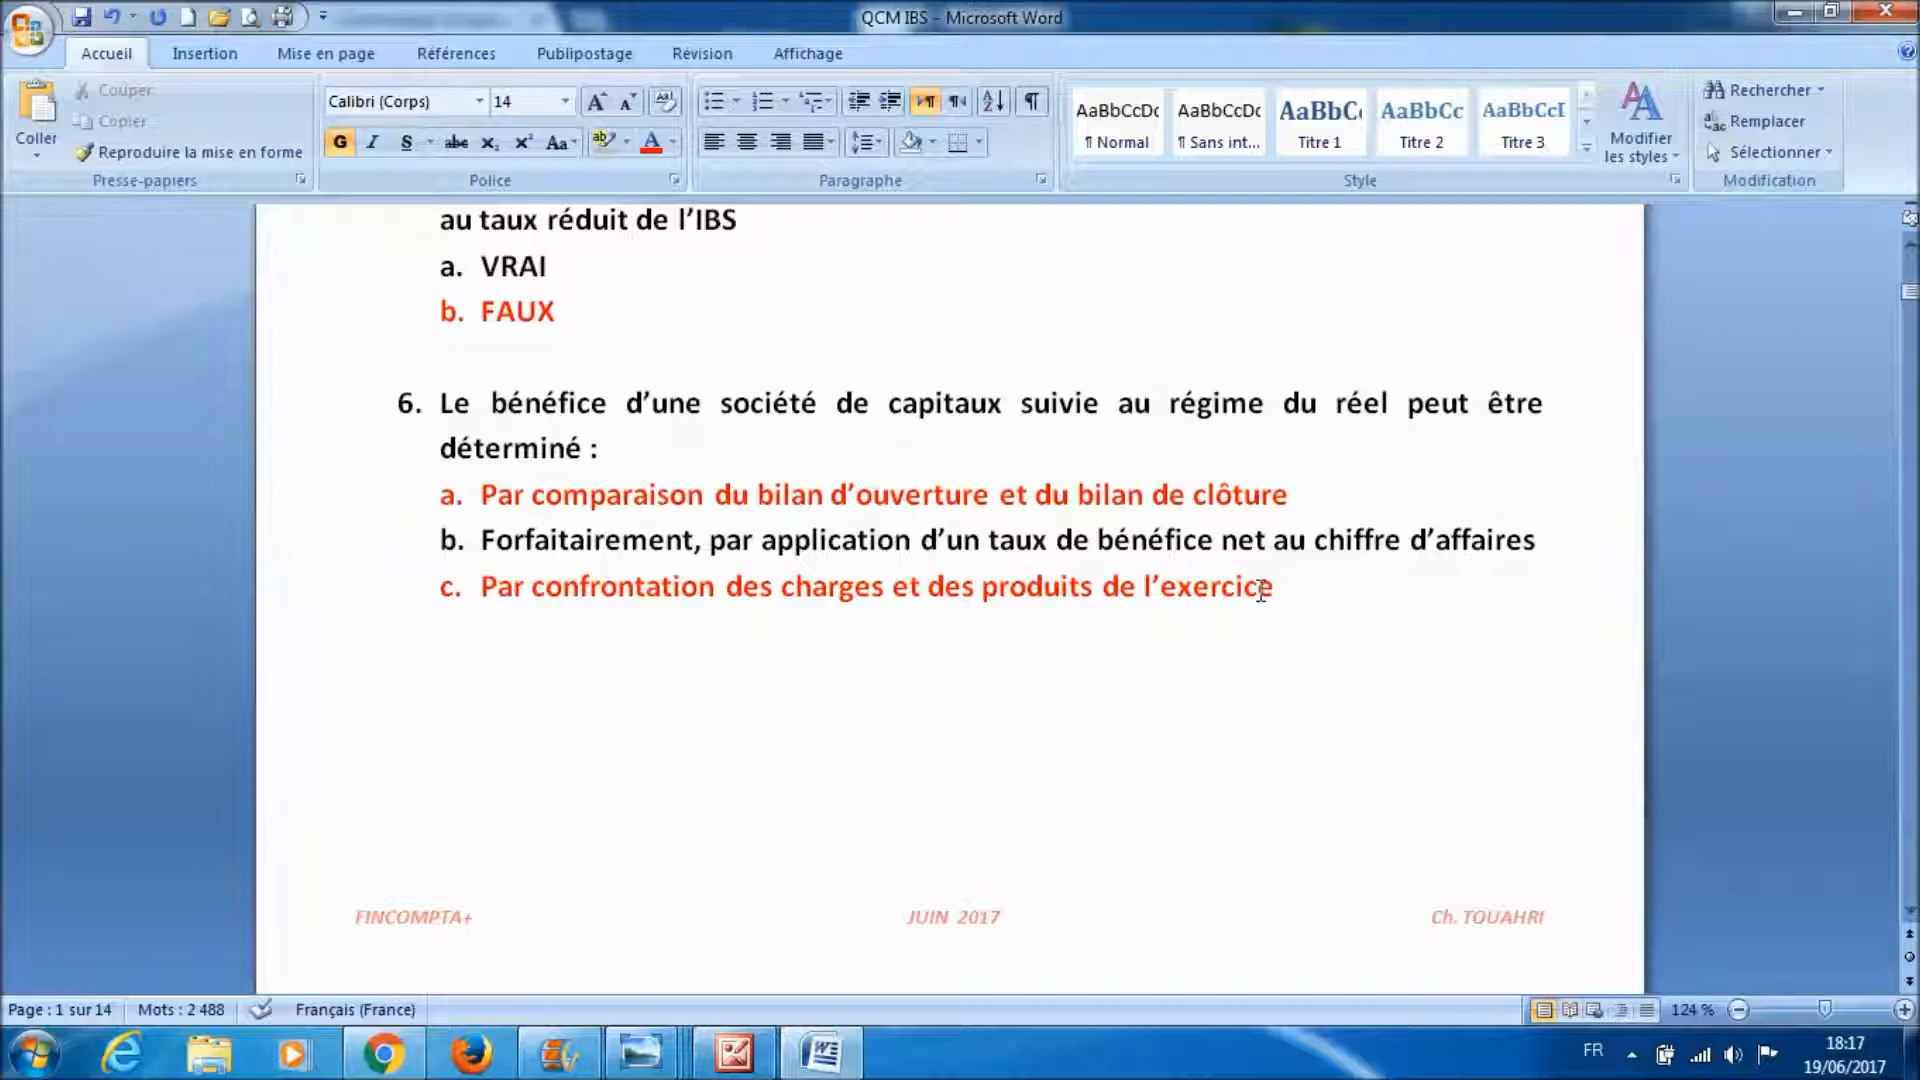 QCM IBS - Microsoft Word
Accueil Insertion Mise en page Références Publipostage Révision Affichage
Coller
Couper
Copier
Reproduire la mise en forme
Presse-papiers
Calibri (Corps) 14
G I S abc X₂ X² Aa
Police
Paragraphe
AaBbCcDc AaBbCcDc AaBbC AaBbCc AaBbCcI
¶ Normal ¶ Sans int... Titre 1 Titre 2 Titre 3
Modifier
les styles
Style
Rechercher
Remplacer
Sélectionner
Modification
au taux réduit de l’IBS
a. VRAI
b. FAUX
6. Le bénéfice d’une société de capitaux suivie au régime du réel peut être
déterminé :
a. Par comparaison du bilan d’ouverture et du bilan de clôture
b. Forfaitairement, par application d’un taux de bénéfice net au chiffre d’affaires
c. Par confrontation des charges et des produits de l’exercice
FINCOMPTA+ JUIN 2017 Ch. TOUAHRI
Page : 1 sur 14 Mots : 2 488 Français (France) 124 %
FR 18:17
19/06/2017